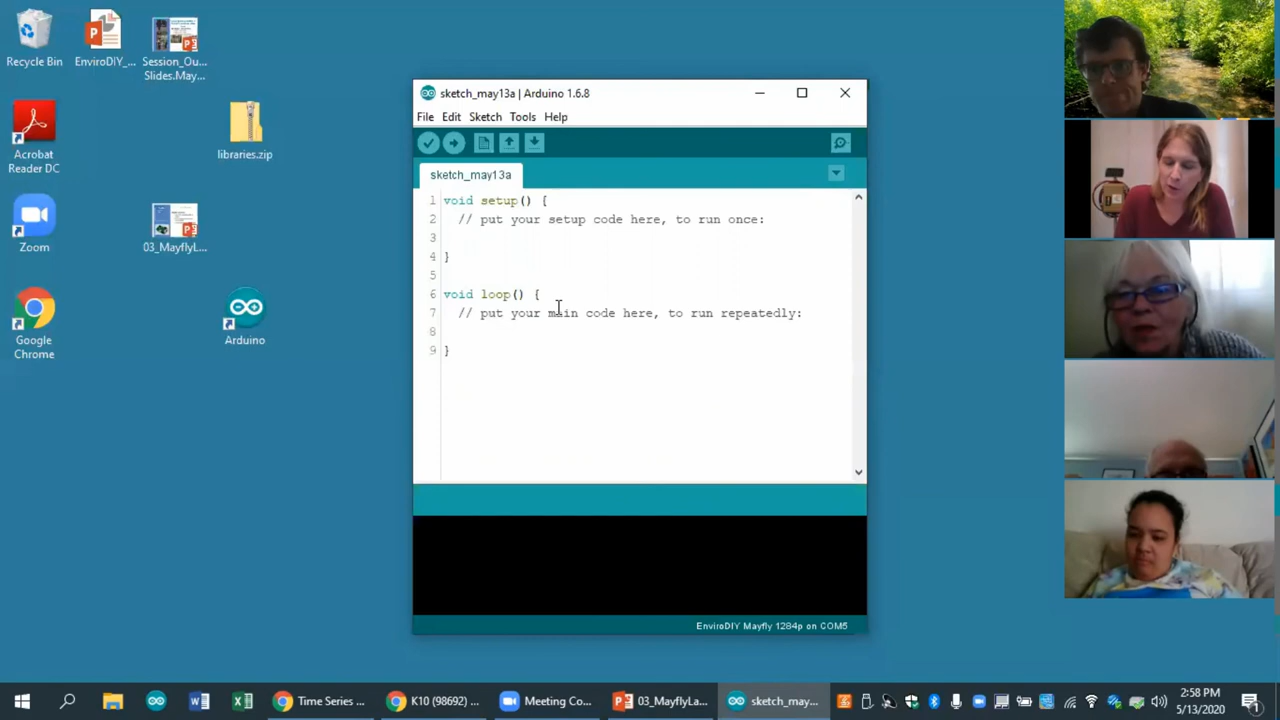 Recycle Bin
EnviroDIY_...
Session_Ou...
Slides.May...
Acrobat
Reader DC
libraries.zip
Zoom
03_MayflyL...
Google
Chrome
Arduino
sketch_may13a | Arduino 1.6.8
File Edit Sketch Tools Help
sketch_may13a
1 void setup() {
2 // put your setup code here, to run once:
3
4 }
5
6 void loop() {
7 // put your main code here, to run repeatedly:
8
9 }
EnviroDIY Mayfly 1284p on COM5
Time Series ...
K10 (98692) ...
Meeting Co...
03_MayflyLa...
sketch_may...
2:58 PM
5/13/2020